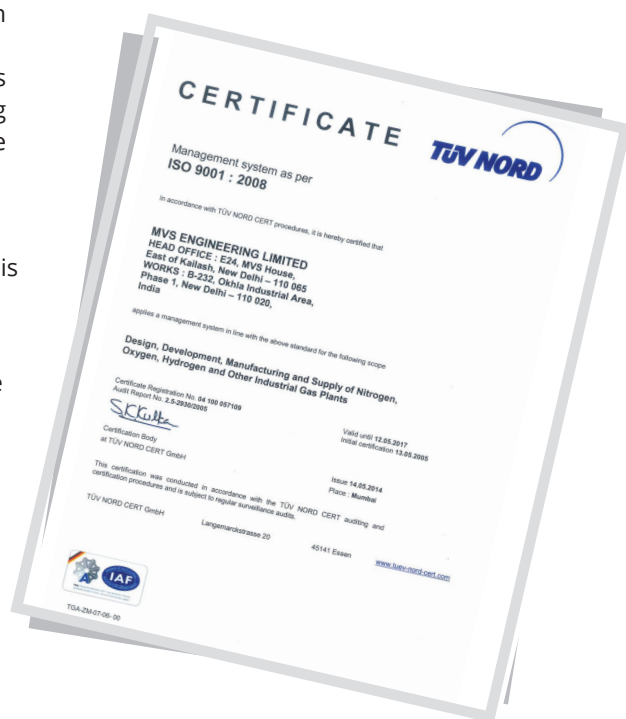 n
s
g
e
is
e
CERTIFICATE
TÜV NORD
Management system as per
ISO 9001 : 2008
In accordance with TÜV NORD CERT procedures, it is hereby certified that
MVS ENGINEERING LIMITED
HEAD OFFICE : E24, MVS House,
East of Kailash, New Delhi – 110 065
WORKS : B-232, Okhla Industrial Area,
Phase 1, New Delhi – 110 020,
India
applies a management system in line with the above standard for the following scope
Design, Development, Manufacturing and Supply of Nitrogen,
Oxygen, Hydrogen and Other Industrial Gas Plants
Certificate Registration No. 04 100 057109
Audit Report No. 2.5-2930/2005
Valid until 12.05.2017
Initial certification 13.05.2005
Certification Body
at TÜV NORD CERT GmbH
Issue 14.05.2014
Place : Mumbai
This certification was conducted in accordance with the TÜV NORD CERT auditing and
certification procedures and is subject to regular surveillance audits.
TÜV NORD CERT GmbH Langemarckstrasse 20 45141 Essen www.tuev-nord-cert.com
A IAF
TGA-ZM-07-06-00